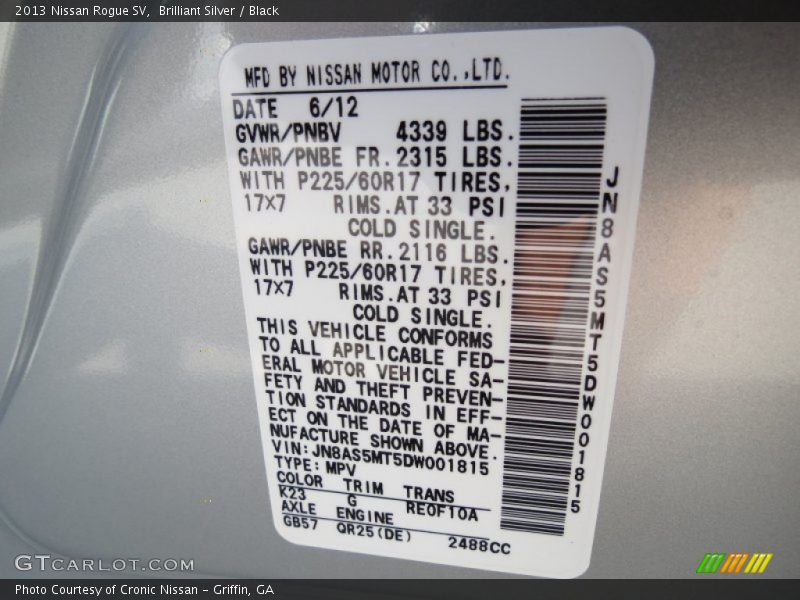 2013 Nissan Rogue SV,  Brilliant Silver / Black
MFD BY NISSAN MOTOR CO.,LTD.
DATE 6/12
GVWR/PNBV 4339 LBS.
GAWR/PNBE FR. 2315 LBS.
WITH P225/60R17 TIRES,
17X7 RIMS. AT 33 PSI
COLD SINGLE.
GAWR/PNBE RR. 2116 LBS.
WITH P225/60R17 TIRES,
17X7 RIMS. AT 33 PSI
COLD SINGLE.
THIS VEHICLE CONFORMS
TO ALL APPLICABLE FED-
ERAL MOTOR VEHICLE SA-
FETY AND THEFT PREVEN-
TION STANDARDS IN EFF-
ECT ON THE DATE OF MA-
NUFACTURE SHOWN ABOVE.
VIN:JN8AS5MT5DW001815
TYPE:MPV
COLOR TRIM TRANS
K23 G RE0F10A
AXLE ENGINE
GB57 QR25(DE) 2488CC
JN8AS5MT5DW001815
GTCARLOT.COM
Photo Courtesy of Cronic Nissan - Griffin, GA